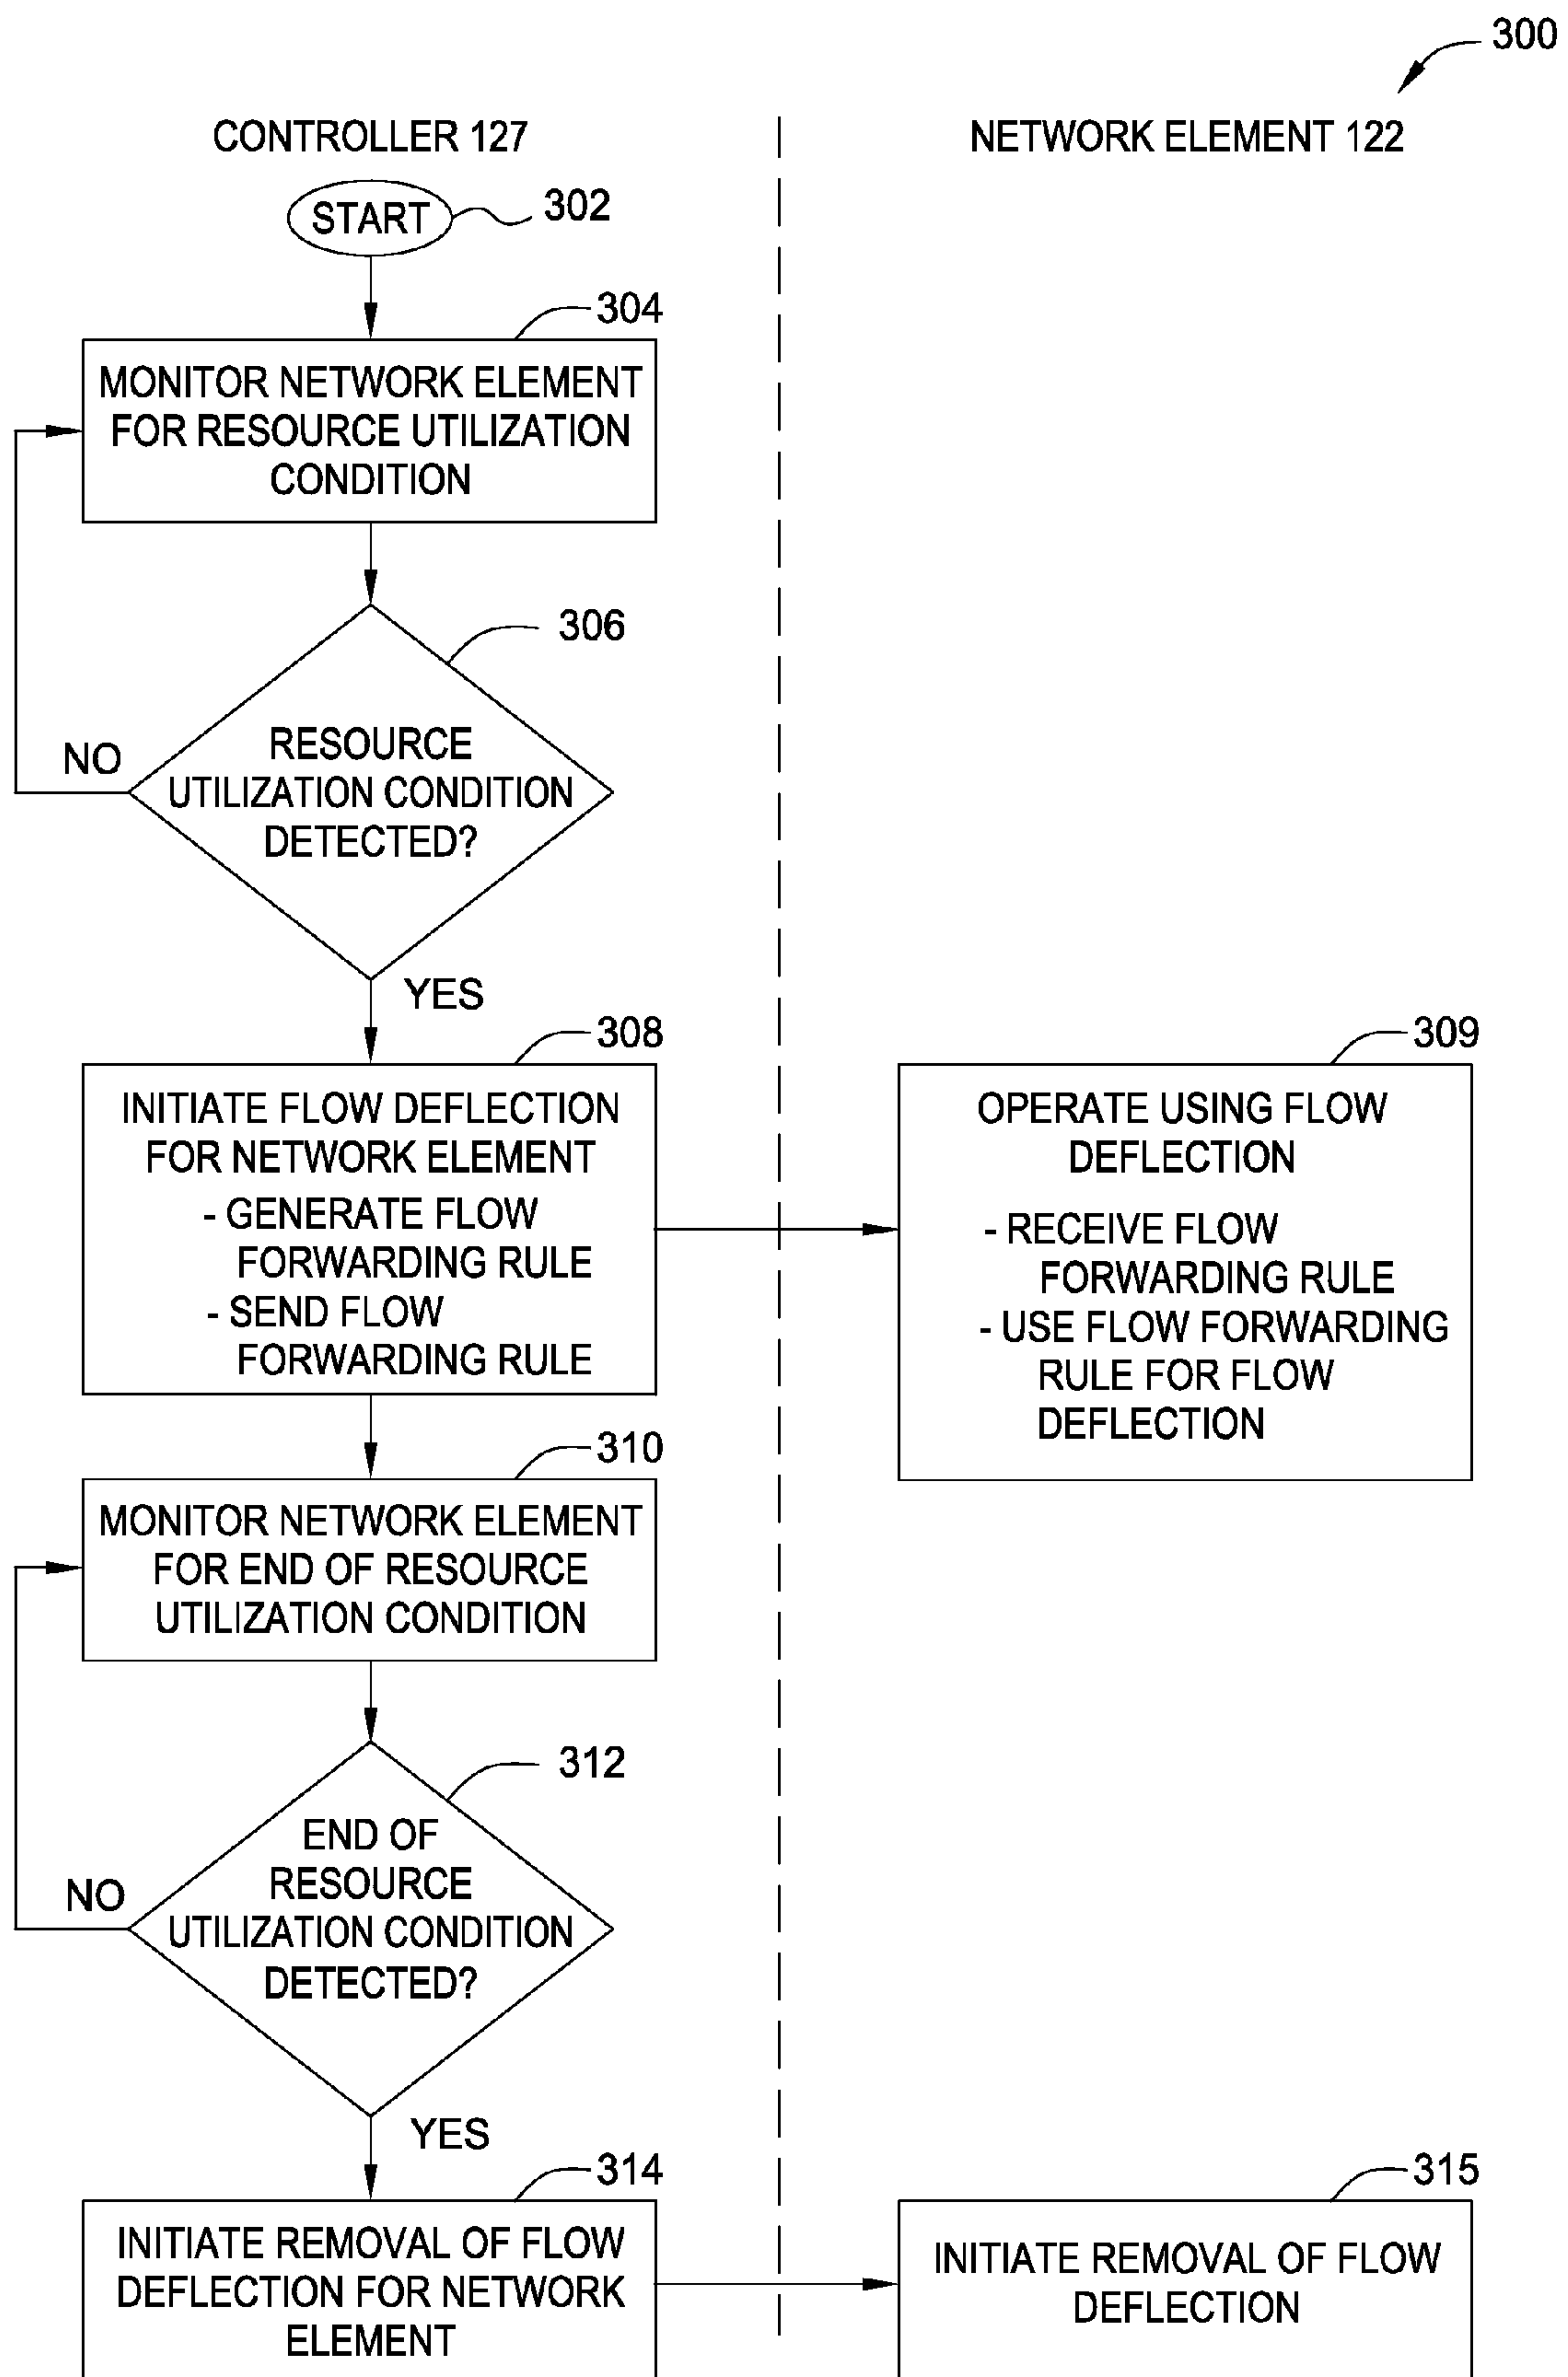 300
CONTROLLER 127
NETWORK ELEMENT 122
START
302
304
MONITOR NETWORK ELEMENT
FOR RESOURCE UTILIZATION
CONDITION
306
RESOURCE
UTILIZATION CONDITION
DETECTED?
NO
YES
308
INITIATE FLOW DEFLECTION
FOR NETWORK ELEMENT
- GENERATE FLOW
FORWARDING RULE
- SEND FLOW
FORWARDING RULE
309
OPERATE USING FLOW
DEFLECTION
- RECEIVE FLOW
FORWARDING RULE
- USE FLOW FORWARDING
RULE FOR FLOW
DEFLECTION
310
MONITOR NETWORK ELEMENT
FOR END OF RESOURCE
UTILIZATION CONDITION
312
END OF
RESOURCE
UTILIZATION CONDITION
DETECTED?
NO
YES
314
INITIATE REMOVAL OF FLOW
DEFLECTION FOR NETWORK
ELEMENT
315
INITIATE REMOVAL OF FLOW
DEFLECTION